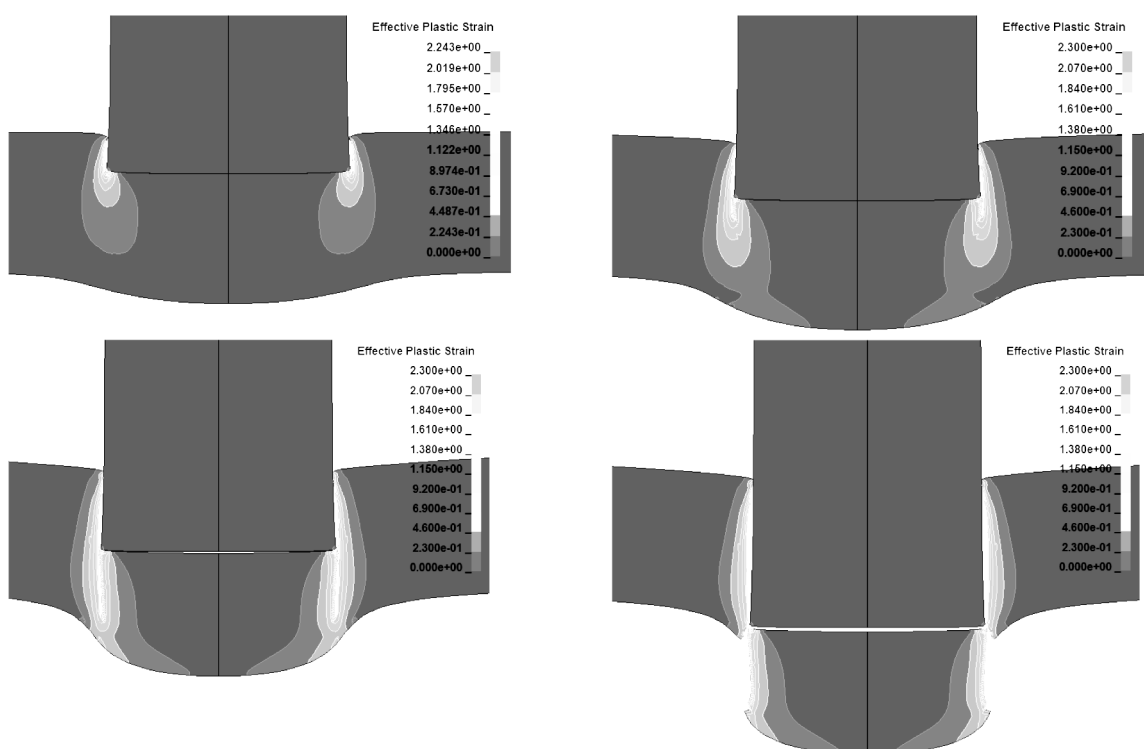 Effective Plastic Strain
2.243e+00
2.019e+00
1.795e+00
1.570e+00
1.346e+00
1.122e+00
8.974e-01
6.730e-01
4.487e-01
2.243e-01
0.000e+00
Effective Plastic Strain
2.300e+00
2.070e+00
1.840e+00
1.610e+00
1.380e+00
1.150e+00
9.200e-01
6.900e-01
4.600e-01
2.300e-01
0.000e+00
Effective Plastic Strain
2.300e+00
2.070e+00
1.840e+00
1.610e+00
1.380e+00
1.150e+00
9.200e-01
6.900e-01
4.600e-01
2.300e-01
0.000e+00
Effective Plastic Strain
2.300e+00
2.070e+00
1.840e+00
1.610e+00
1.380e+00
1.150e+00
9.200e-01
6.900e-01
4.600e-01
2.300e-01
0.000e+00